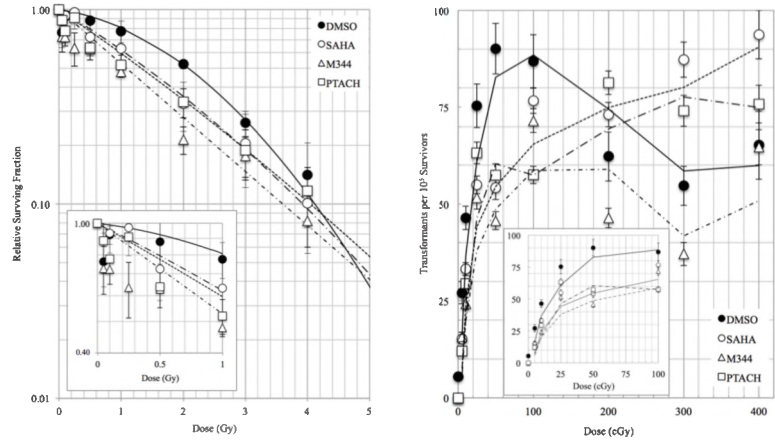 1.00
0.10
0.01
Relative Surviving Fraction
0 1 2 3 4 5
Dose (Gy)
DMSO
SAHA
M344
PTACH
1.00
0.40
0 0.5 1
Dose (Gy)
100
75
50
25
0
Transformants per 10⁵ Survivors
0 100 200 300 400
Dose (cGy)
DMSO
SAHA
M344
PTACH
100
75
50
25
0
0 25 50 75 100
Dose (cGy)